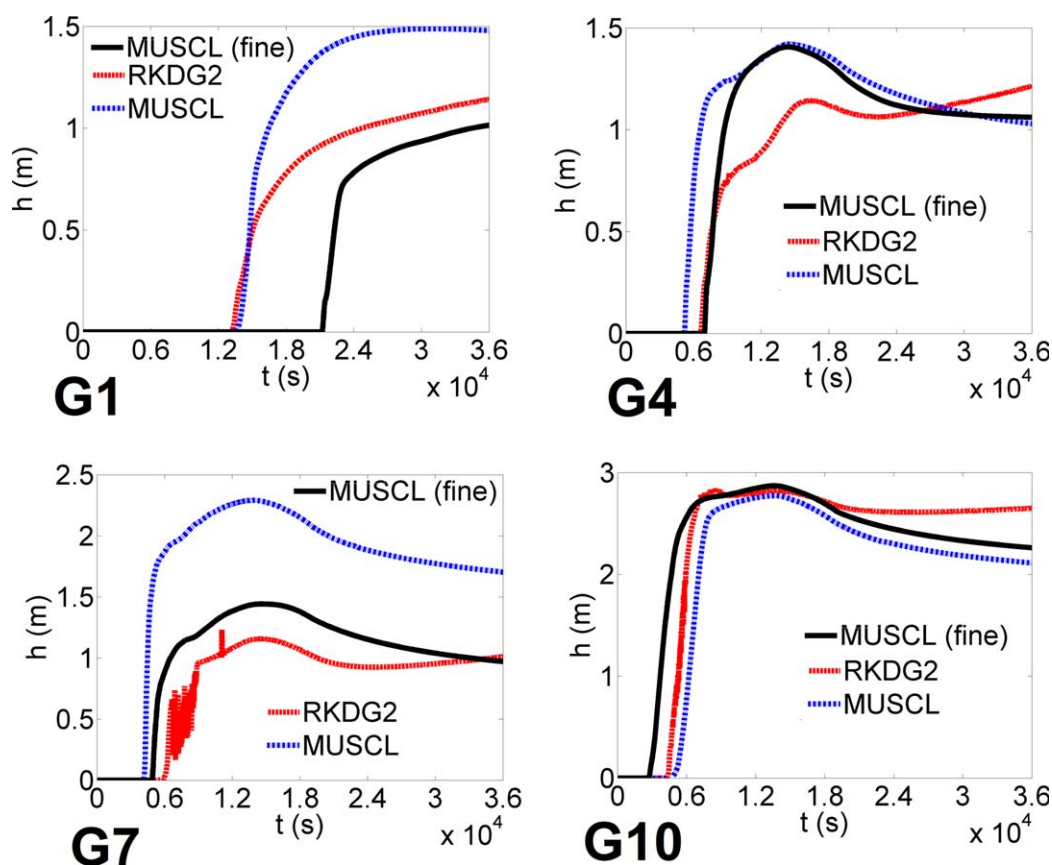 1.5
MUSCL (fine)
RKDG2
MUSCL
1
h (m)
0.5
0
0 0.6 1.2 1.8 2.4 3 3.6
t (s)
x 10^4
G1
1.5
1
h (m)
MUSCL (fine)
0.5
RKDG2
MUSCL
0
0 0.6 1.2 1.8 2.4 3 3.6
t (s)
x 10^4
G4
2.5
MUSCL (fine)
2
1.5
h (m)
1
0.5
RKDG2
MUSCL
0
0 0.6 1.2 1.8 2.4 3 3.6
t (s)
x 10^4
G7
3
2
h (m)
MUSCL (fine)
1
RKDG2
MUSCL
0
0 0.6 1.2 1.8 2.4 3 3.6
t (s)
x 10^4
G10